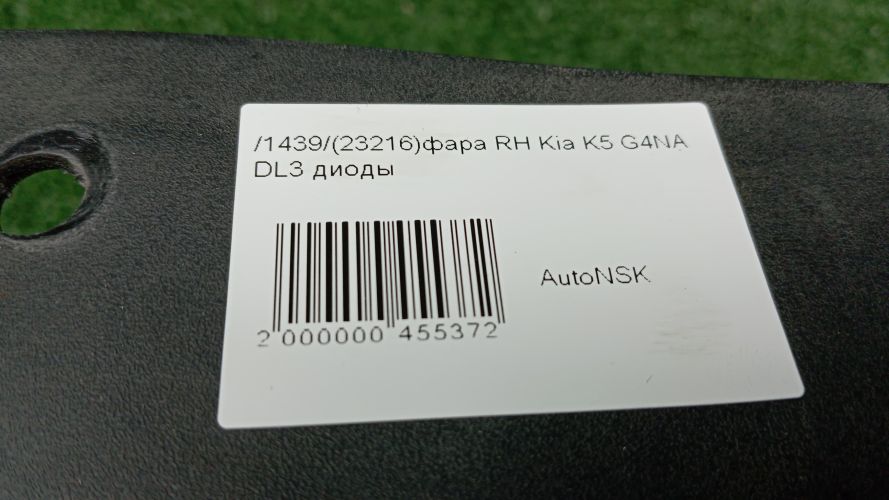 /1439/(23216)фара RH Kia K5 G4NA
DL3 диоды
AutoNSK
2 000000 455372